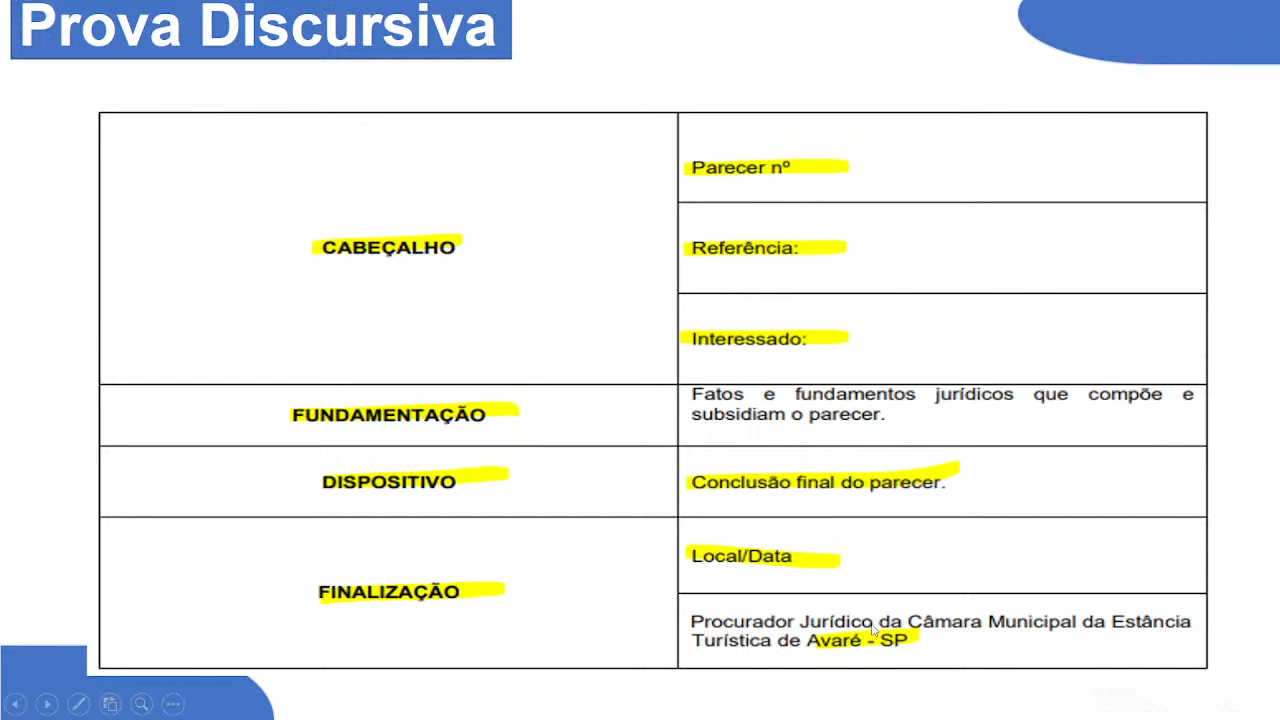 Prova Discursiva
CABEÇALHO
Parecer nº
Referência:
Interessado:
FUNDAMENTAÇÃO
Fatos e fundamentos jurídicos que compõe e
subsidiam o parecer.
DISPOSITIVO
Conclusão final do parecer.
FINALIZAÇÃO
Local/Data
Procurador Jurídico da Câmara Municipal da Estância
Turística de Avaré - SP